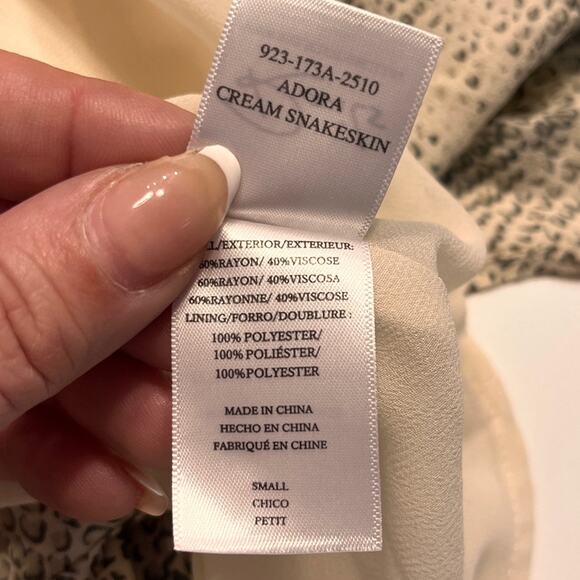 923-173A-2510
ADORA
CREAM SNAKESKIN
/EXTERIOR/EXTERIEUR:
60%RAYON/ 40%VISCOSE
60%RAYON/ 40%VISCOSA
60%RAYONNE/ 40%VISCOSE
LINING/FORRO/DOUBLURE :
100% POLYESTER/
100% POLIÉSTER/
100%POLYESTER
MADE IN CHINA
HECHO EN CHINA
FABRIQUÉ EN CHINE
SMALL
CHICO
PETIT